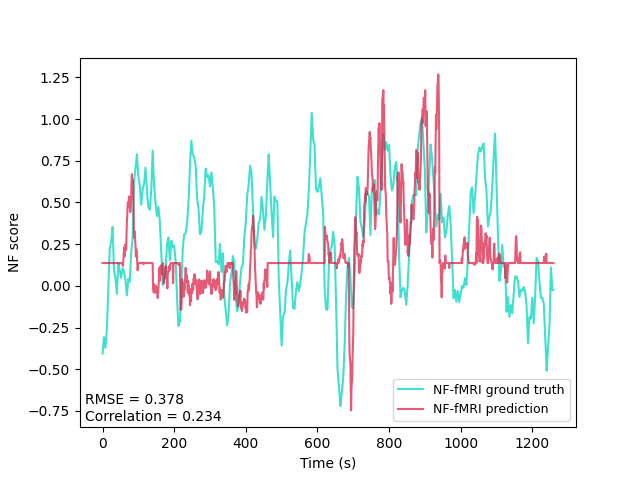 1.25
1.00
0.75
0.50
0.25
0.00
−0.25
−0.50
−0.75
NF score
RMSE = 0.378
Correlation = 0.234
NF-fMRI ground truth
NF-fMRI prediction
0 200 400 600 800 1000 1200
Time (s)